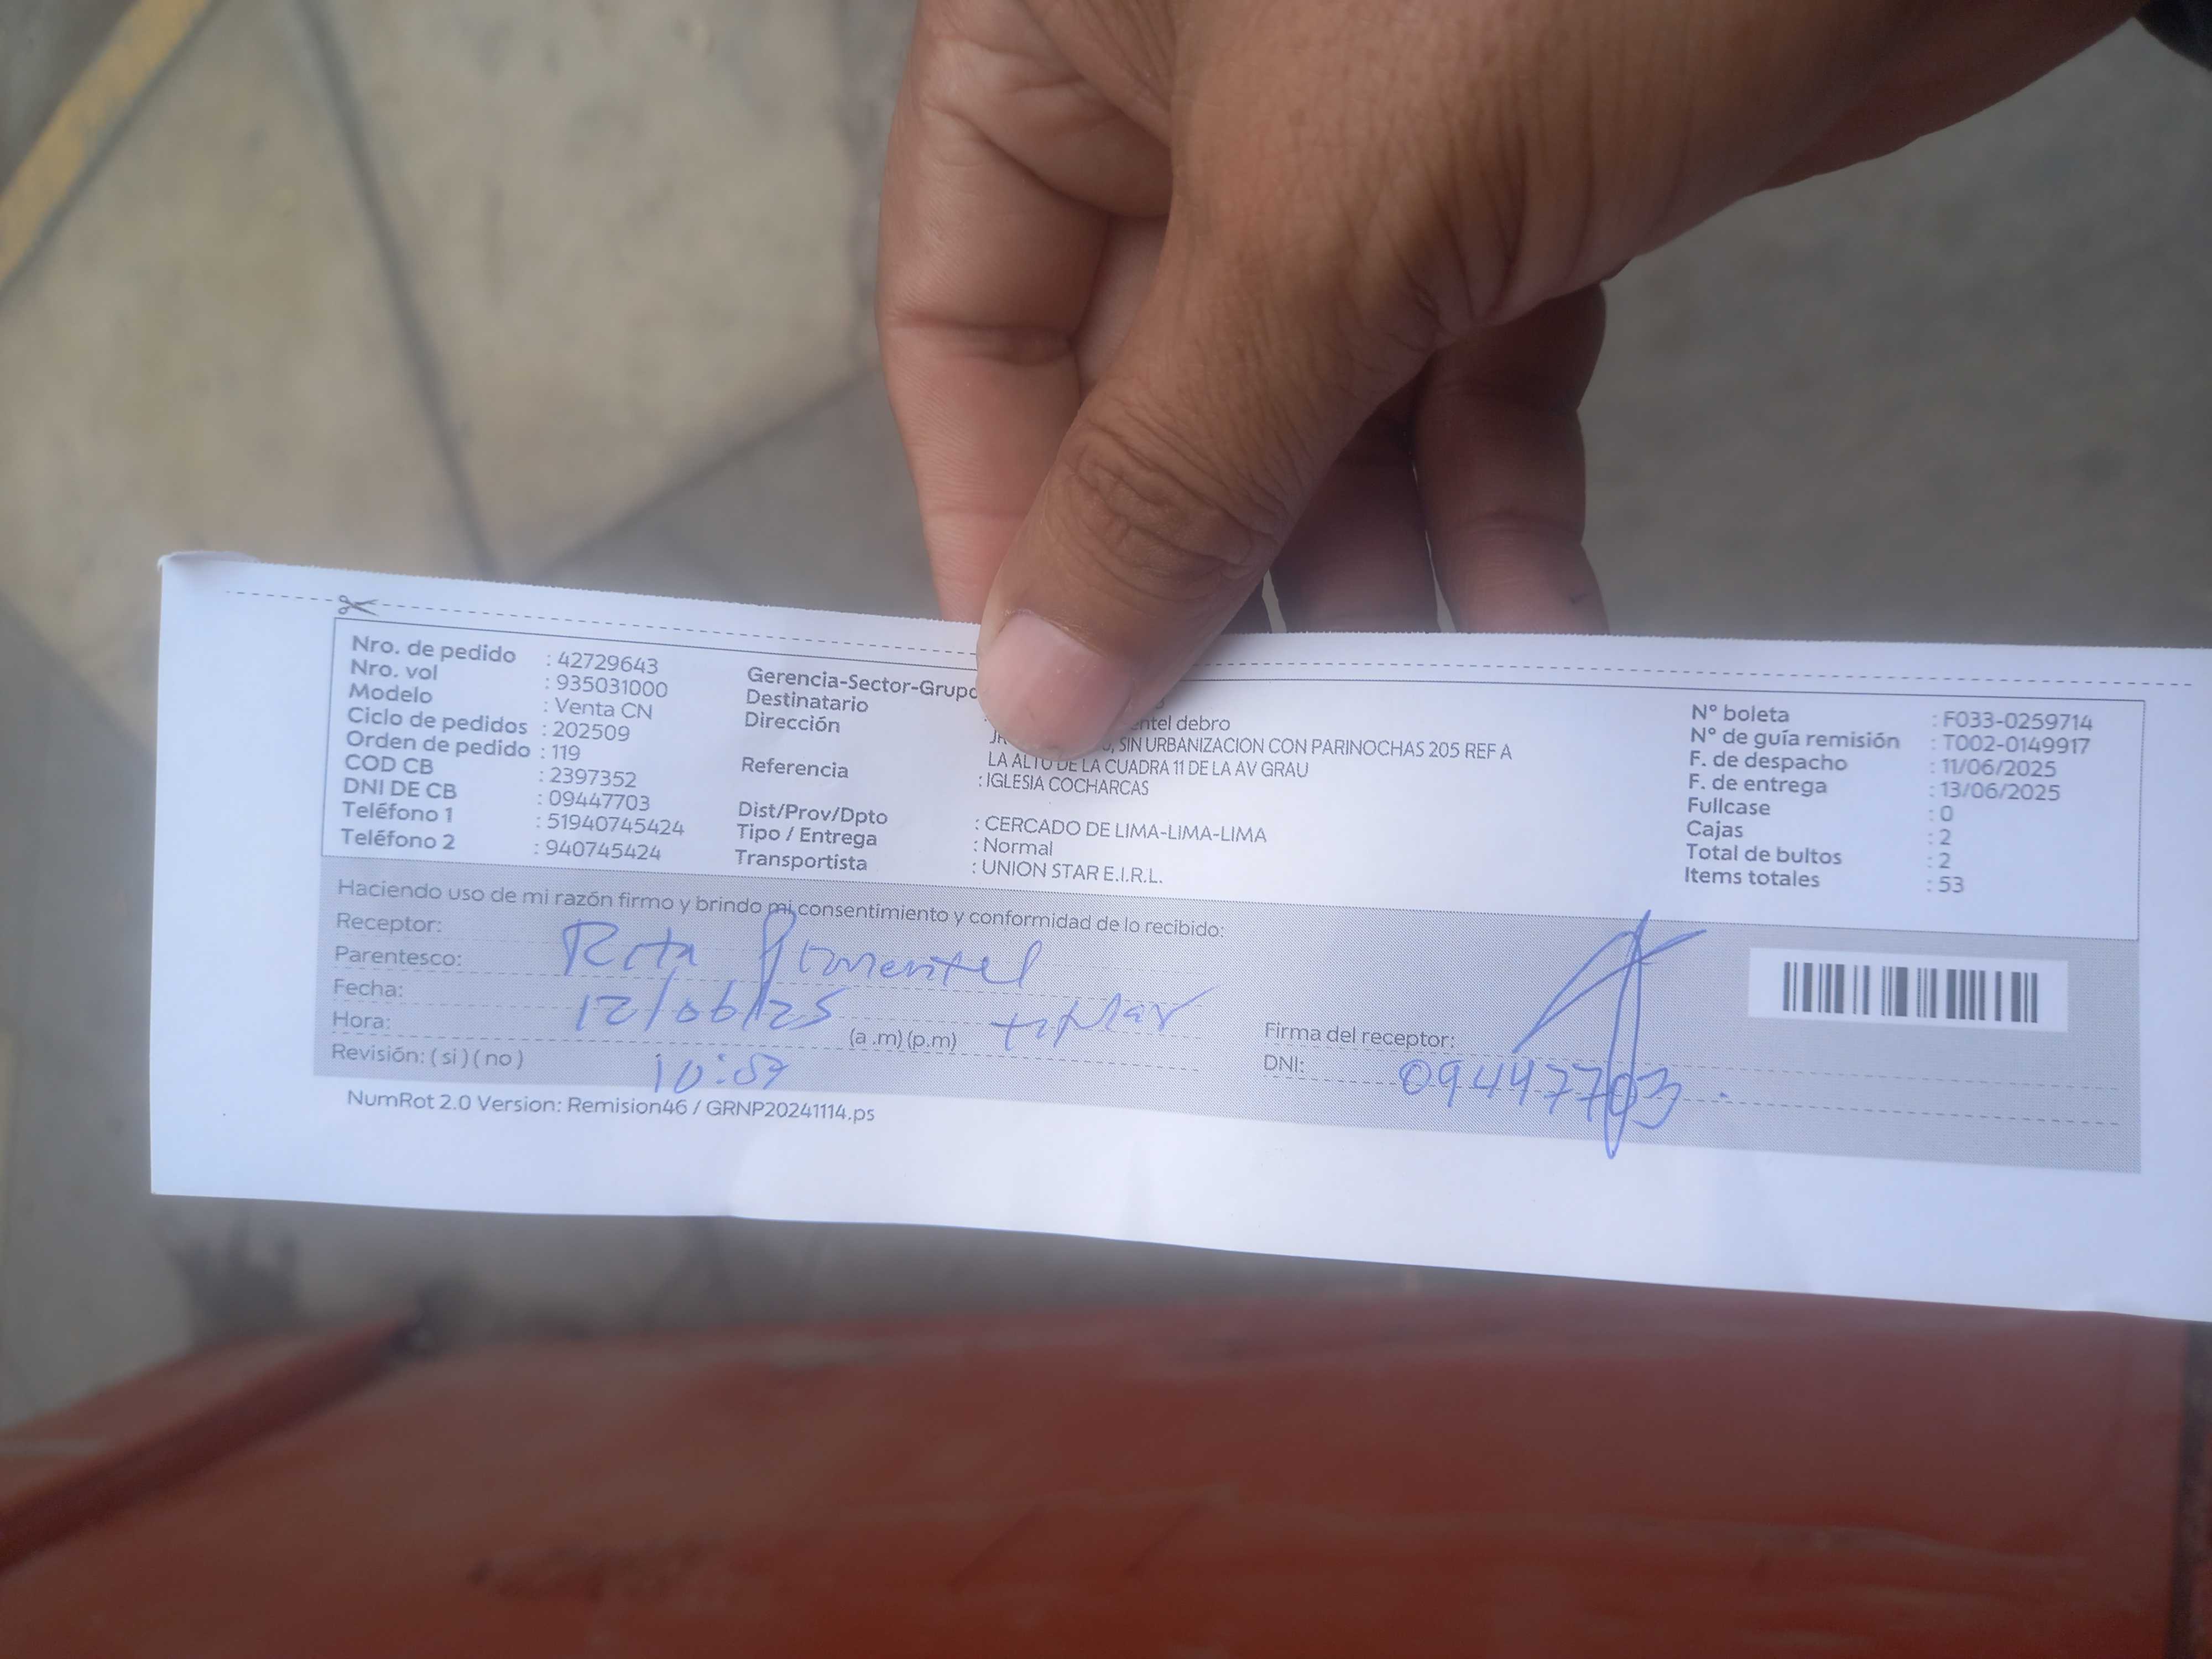 Nro. de pedido : 42729643
Nro. vol : 935031000
Modelo : Venta CN
Ciclo de pedidos : 202509
Orden de pedido : 119
COD CB : 2397352
DNI DE CB : 09447703
Teléfono 1 : 51940745424
Teléfono 2 : 940745424
Gerencia-Sector-Grupo
Destinatario debro
Dirección , SIN URBANIZACION CON PARINOCHAS 205 REF A
LA ALTO DE LA CUADRA 11 DE LA AV GRAU
Referencia : IGLESIA COCHARCAS
Dist/Prov/Dpto : CERCADO DE LIMA-LIMA-LIMA
Tipo / Entrega : Normal
Transportista : UNION STAR E.I.R.L.
N° boleta : F033-0259714
N° de guía remisión : T002-0149917
F. de despacho : 11/06/2025
F. de entrega : 13/06/2025
Fullcase : 0
Cajas : 2
Total de bultos : 2
Items totales : 53
Haciendo uso de mi razón firmo y brindo mi consentimiento y conformidad de lo recibido:
Receptor: Rita Pimentel
Parentesco: titular
Fecha: 12/06/25
Hora: 10:57 (a .m) (p.m)
Revisión: ( si ) ( no )
Firma del receptor:
DNI: 09447703
NumRot 2.0 Version: Remision46 / GRNP20241114.ps